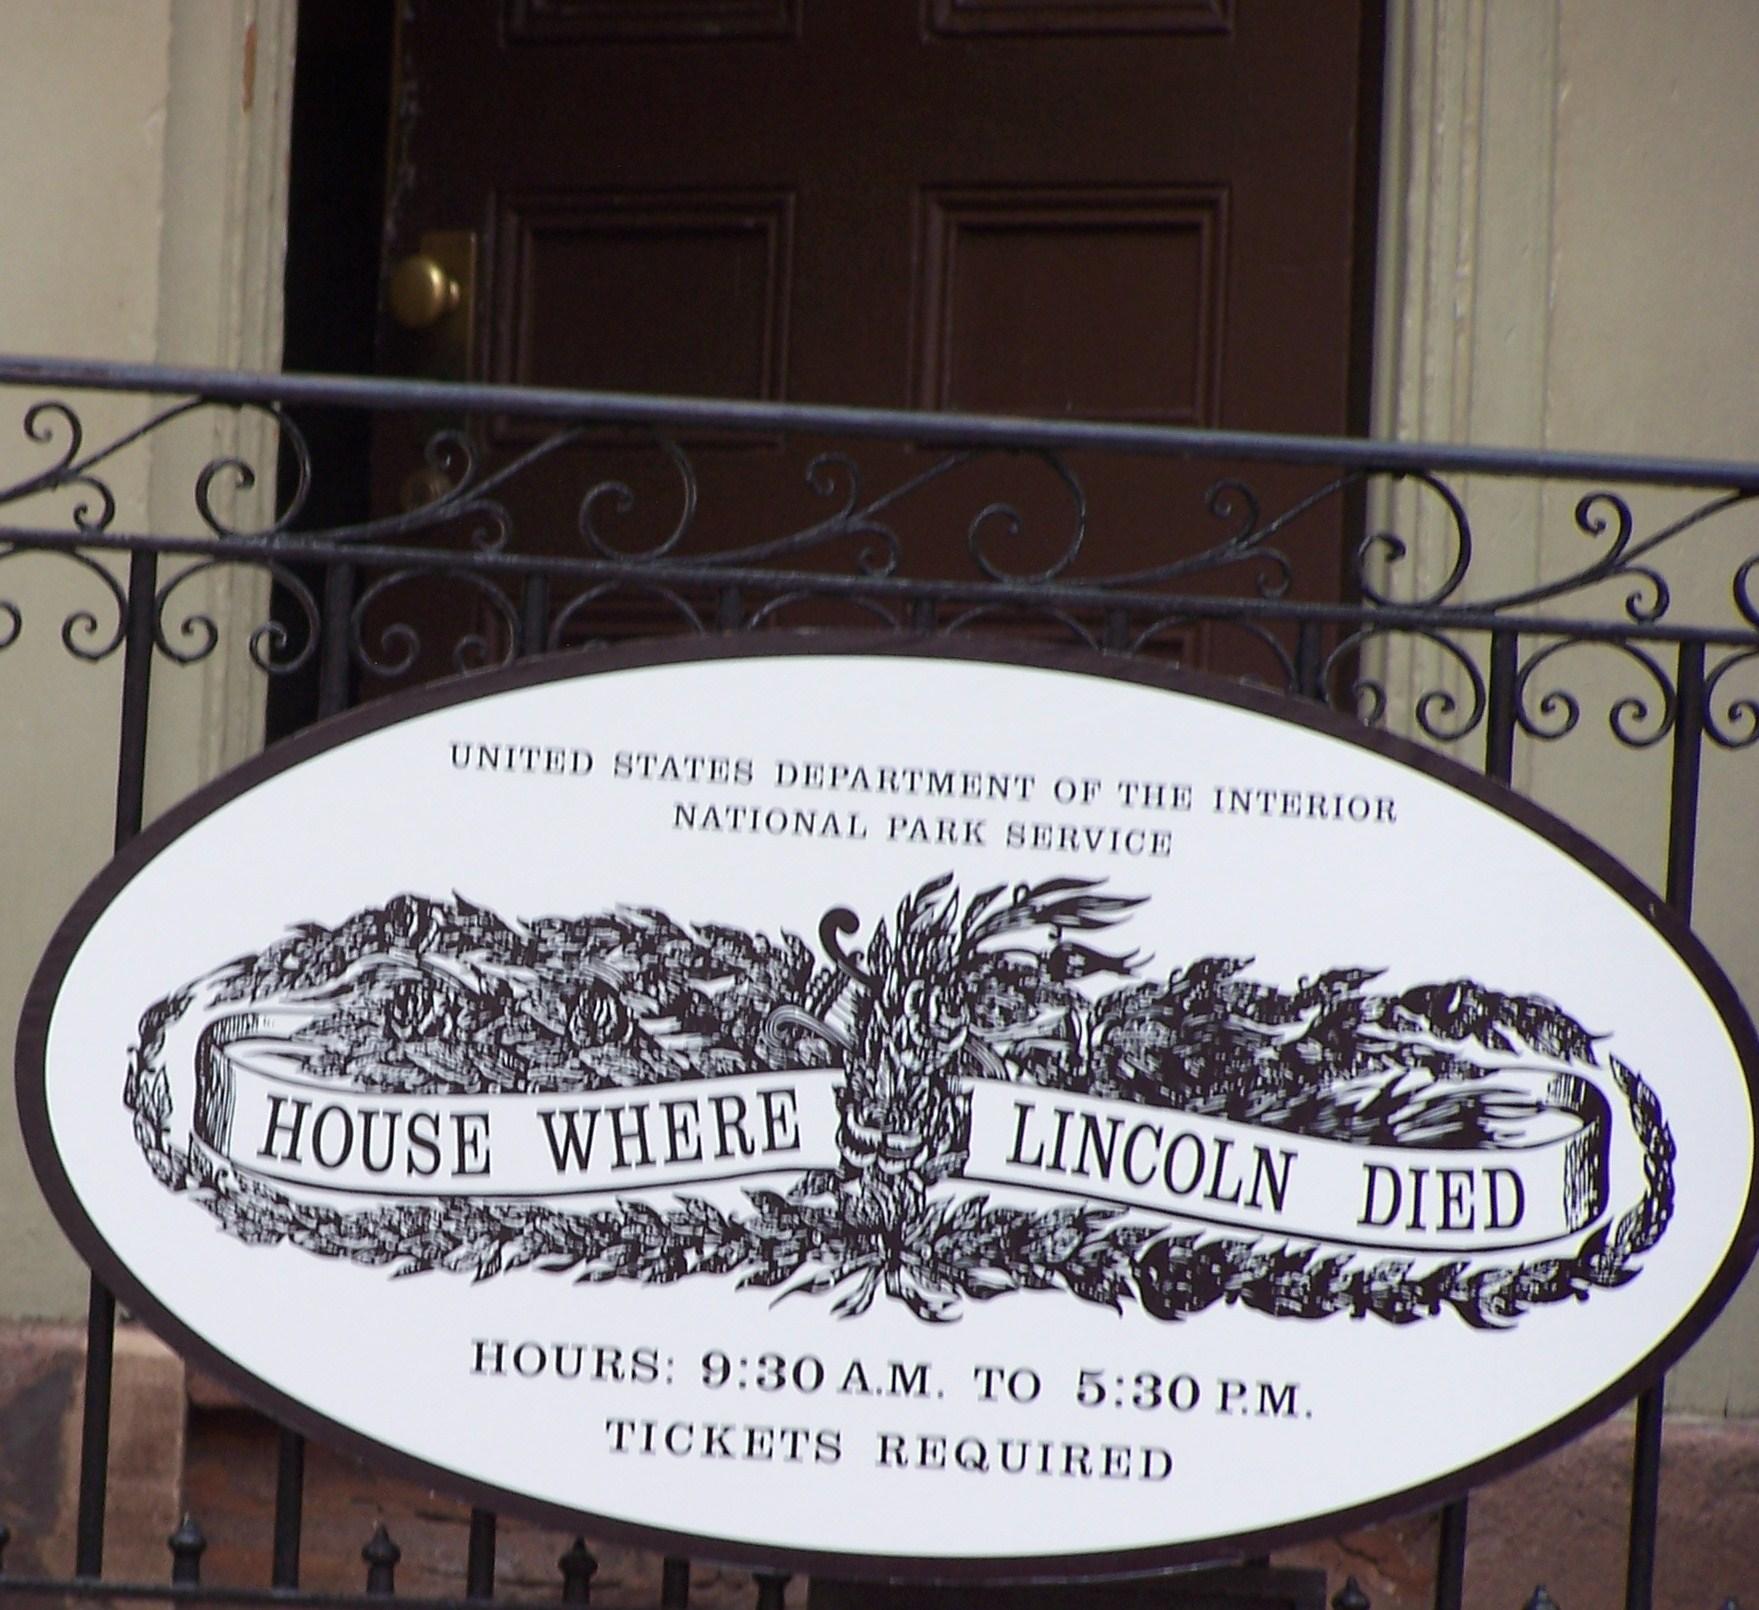 UNITED STATES DEPARTMENT OF THE INTERIOR
NATIONAL PARK SERVICE
HOUSE WHERE LINCOLN DIED
HOURS: 9:30 A.M. TO 5:30 P.M.
TICKETS REQUIRED